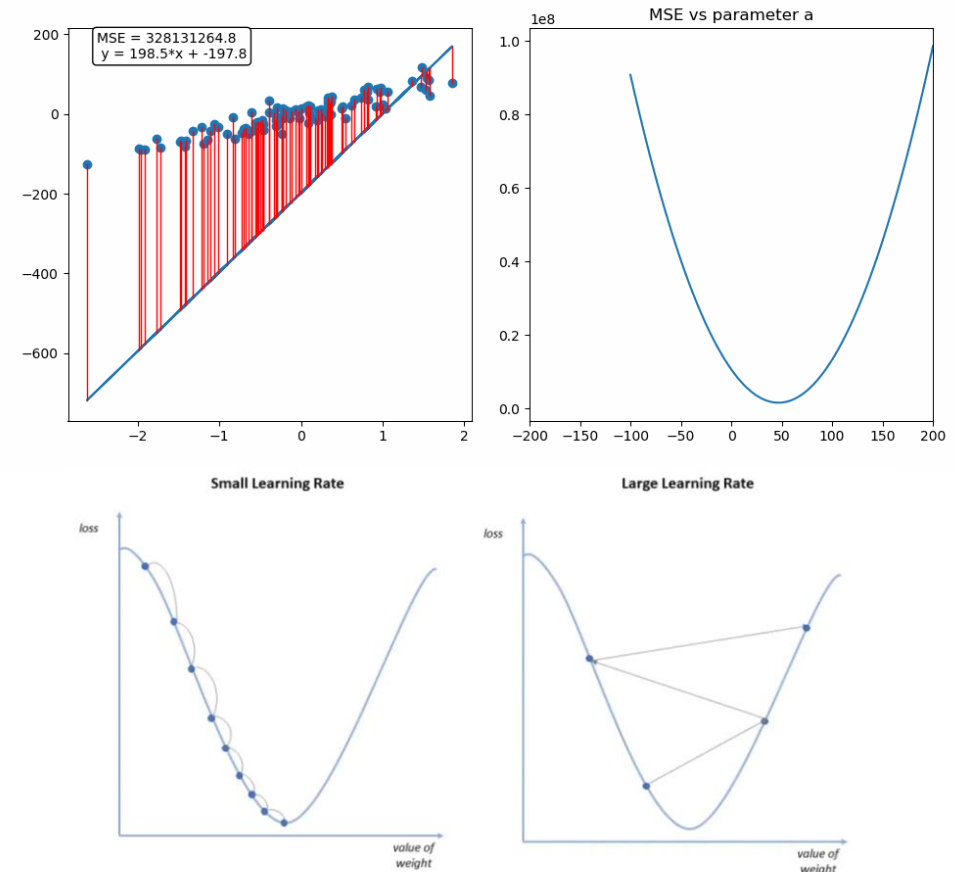 MSE = 328131264.8
y = 198.5*x + -197.8
200
0
−200
−400
−600
−2
−1
0
1
2
MSE vs parameter a
1e8
1.0
0.8
0.6
0.4
0.2
0.0
−200
−150
−100
−50
0
50
100
150
200
Small Learning Rate
loss
value of
weight
Large Learning Rate
loss
value of
weight